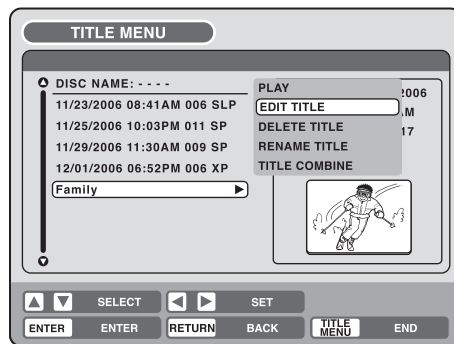 TITLE MENU
DISC NAME: - - - -
11/23/2006 08:41AM 006 SLP
11/25/2006 10:03PM 011 SP
11/29/2006 11:30AM 009 SP
12/01/2006 06:52PM 006 XP
Family
PLAY
EDIT TITLE
DELETE TITLE
RENAME TITLE
TITLE COMBINE
2006
M
17
SELECT SET
ENTER ENTER RETURN BACK TITLE MENU END